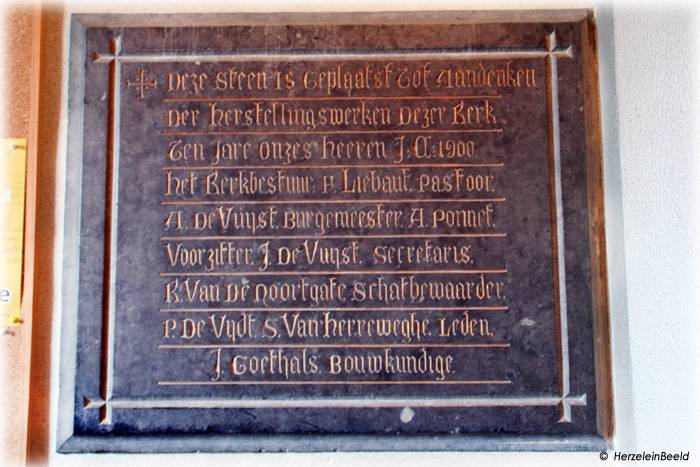 Deze Steen Is Geplaatst Tot Aandenken
Der Herstellingswerken Dezer Kerk.
Ten Jare Onzes Heeren J. C. 1900.
Het Kerkbestuur. F. Liebaut. Pastoor.
A. De Vuyst. Burgemeester. A. Ponnet.
Voorzitter. J. De Vuyst. Secretaris.
K. Van De Noortgate. Schatbewaarder.
P. De Vydt. S. Van Herreweghe. Leden.
J. Goethals. Bouwkundige.
e
© HerzeleinBeeld